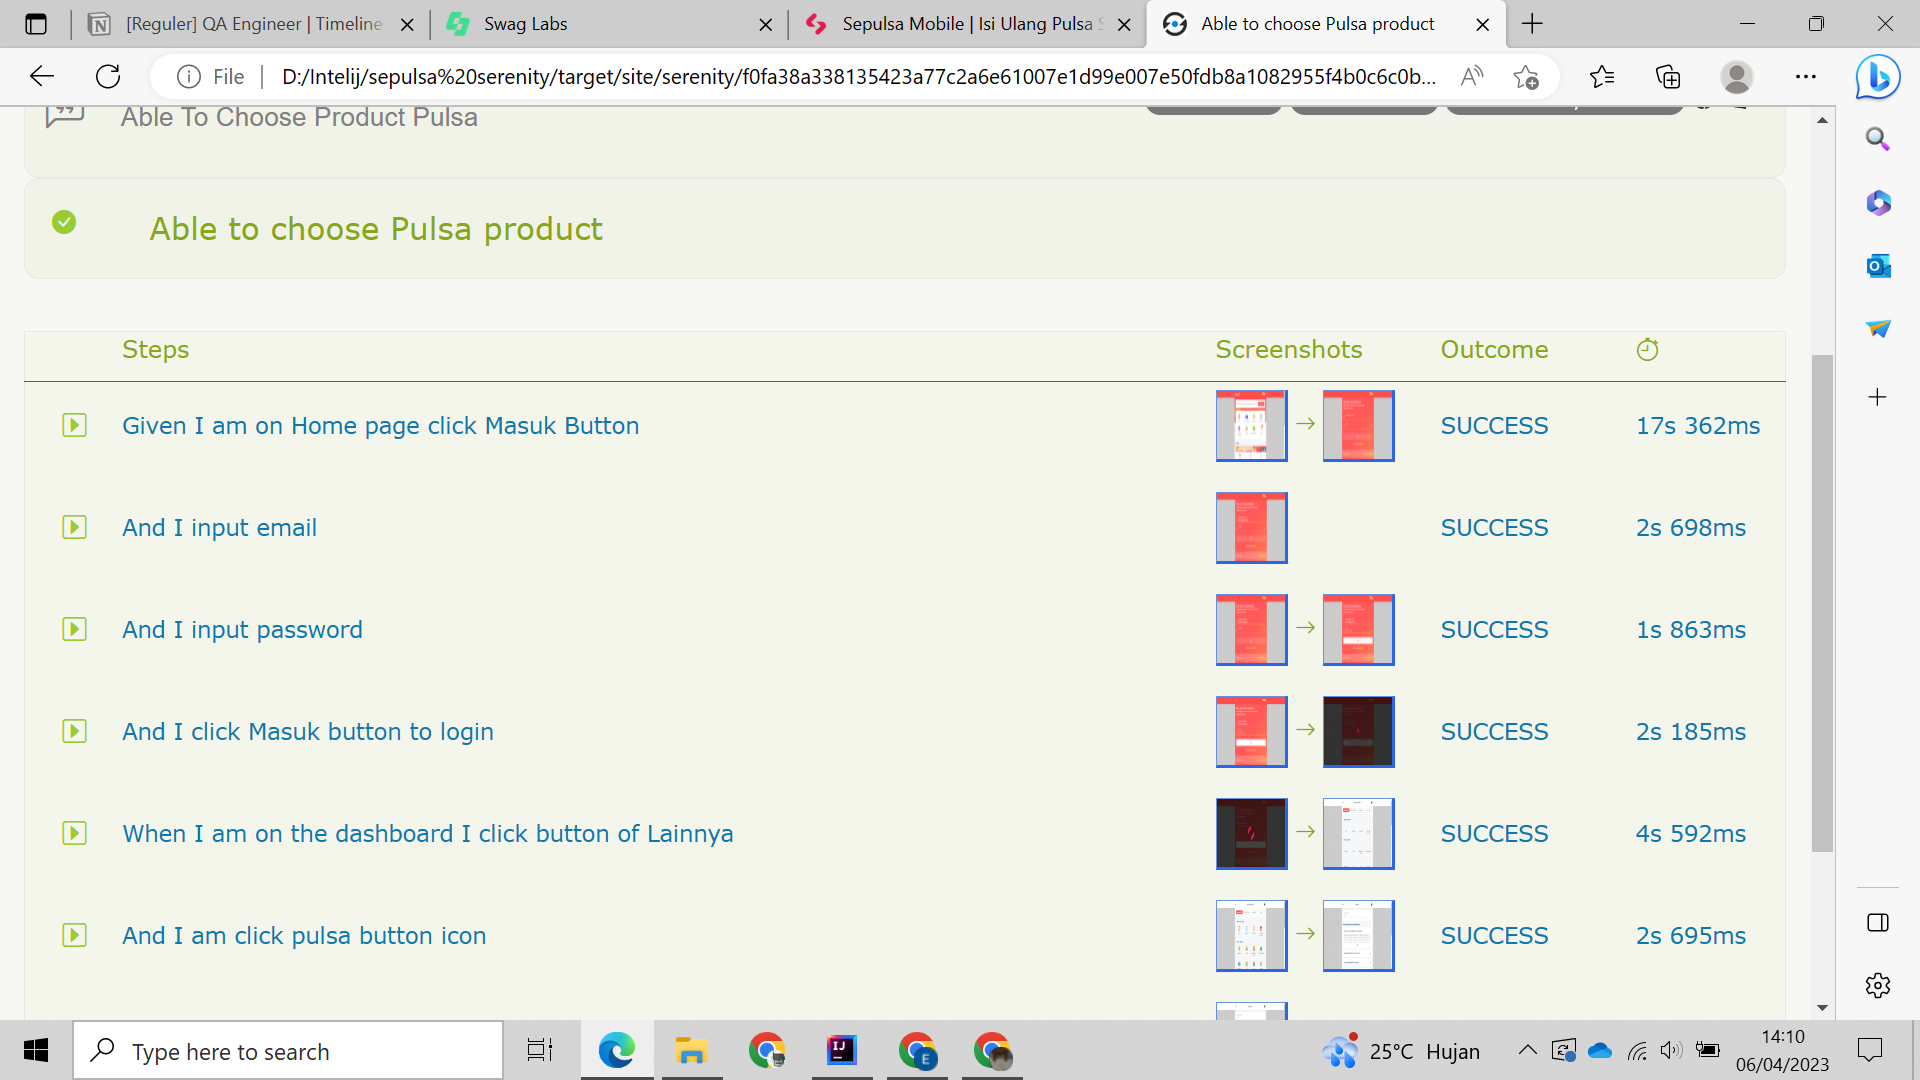 [Reguler] QA Engineer | Timeline
Swag Labs
Sepulsa Mobile | Isi Ulang Pulsa S
Able to choose Pulsa product
File
D:/Intelij/sepulsa%20serenity/target/site/serenity/f0fa38a338135423a77c2a6e61007e1d99e007e50fdb8a1082955f4b0c6c0b...
Able To Choose Product Pulsa
Able to choose Pulsa product
Steps Screenshots Outcome
Given I am on Home page click Masuk Button SUCCESS 17s 362ms
And I input email SUCCESS 2s 698ms
And I input password SUCCESS 1s 863ms
And I click Masuk button to login SUCCESS 2s 185ms
When I am on the dashboard I click button of Lainnya SUCCESS 4s 592ms
And I am click pulsa button icon SUCCESS 2s 695ms
Type here to search
25°C Hujan
14:10
06/04/2023